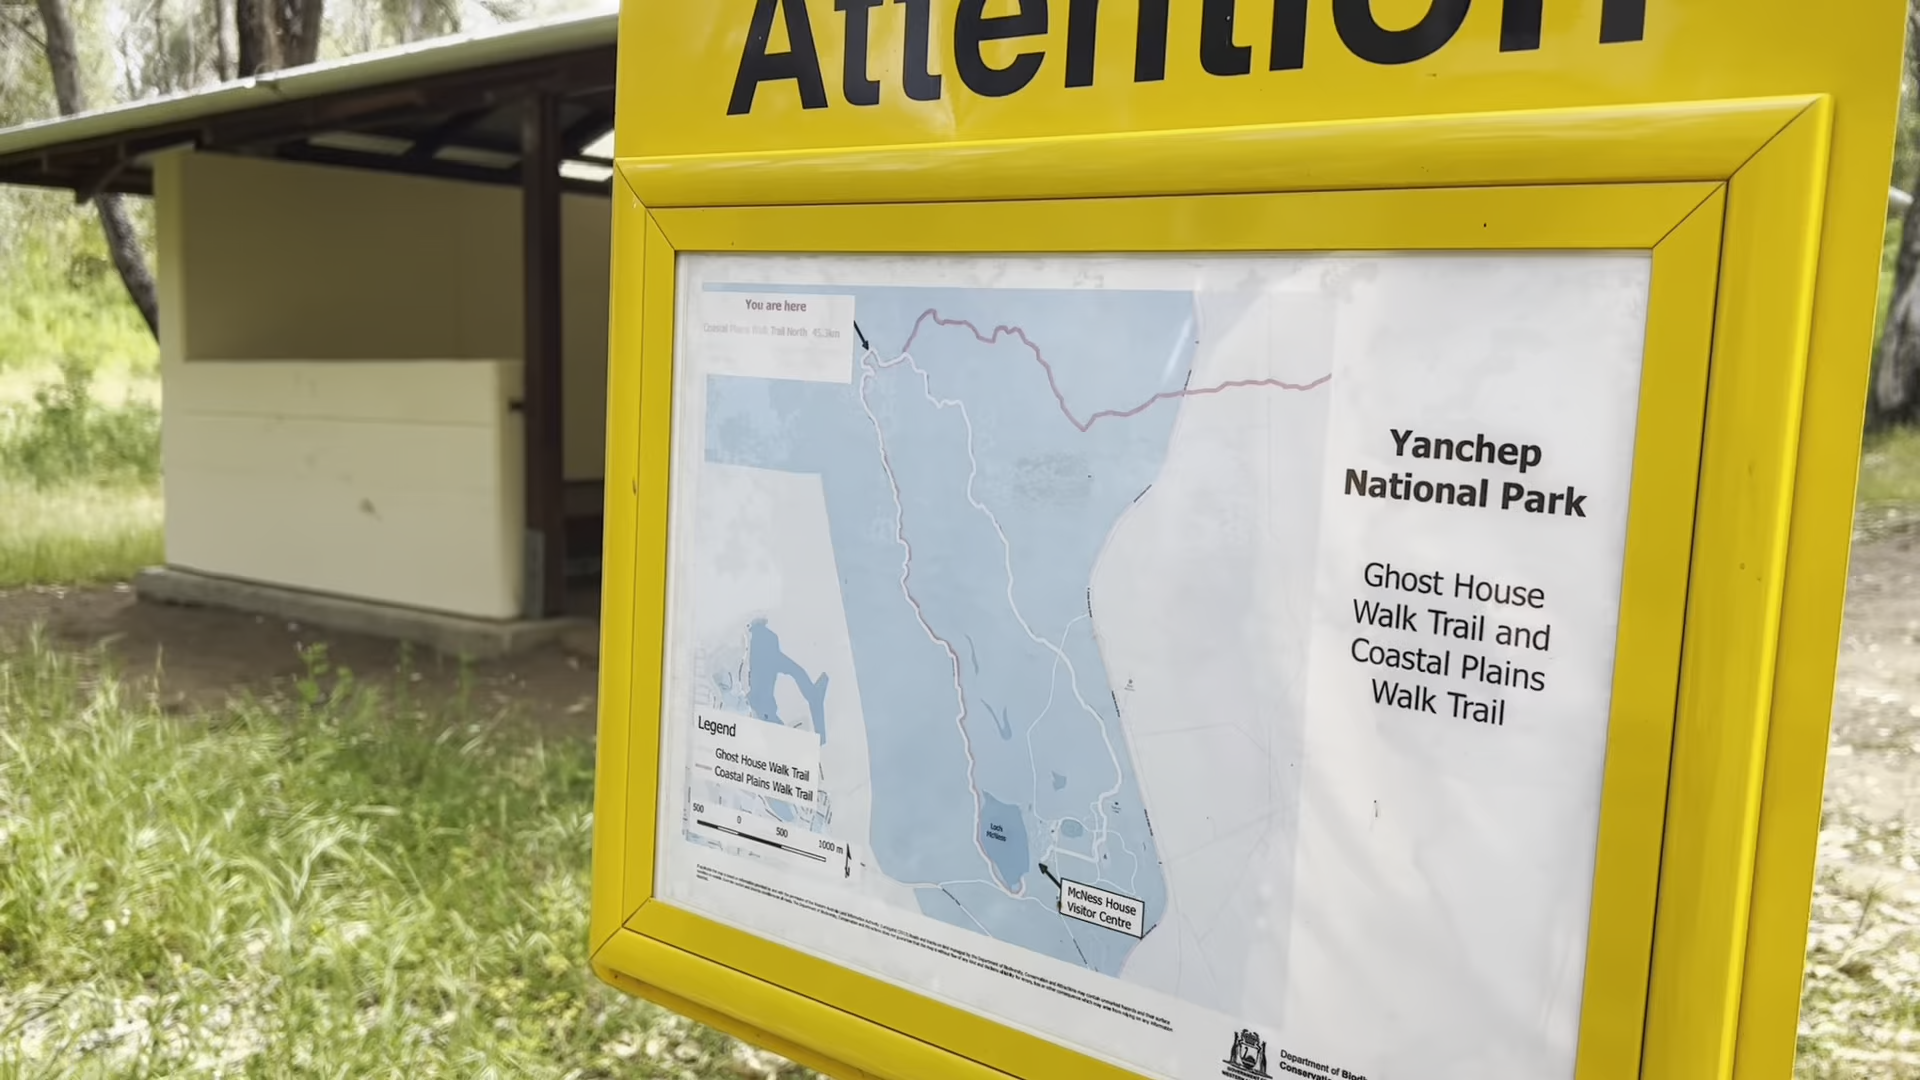 Attention
You are here
Coastal Plains Walk Trail North 45.3km
Yanchep
National Park
Ghost House
Walk Trail and
Coastal Plains
Walk Trail
Legend
Ghost House Walk Trail
Coastal Plains Walk Trail
500 0 500 1000 m
Loch
McNess
McNess House
Visitor Centre
Department of Biodi
Conservatio